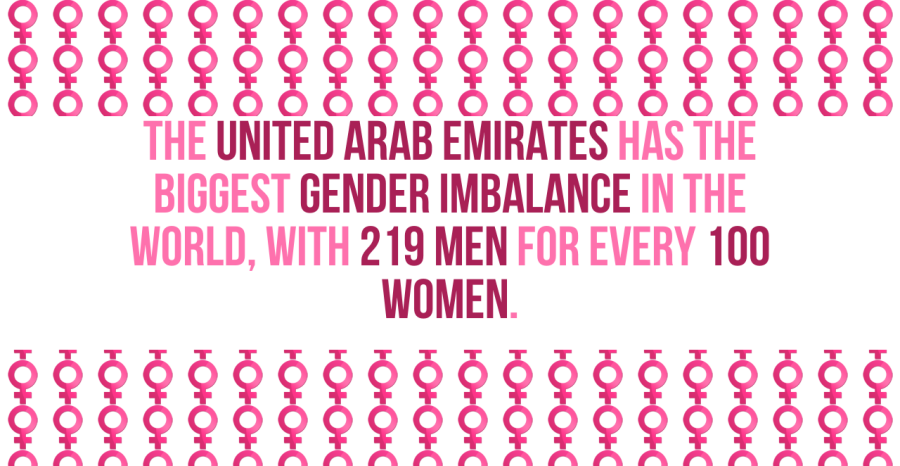 THE UNITED ARAB EMIRATES HAS THE
BIGGEST GENDER IMBALANCE IN THE
WORLD, WITH 219 MEN FOR EVERY 100
WOMEN.